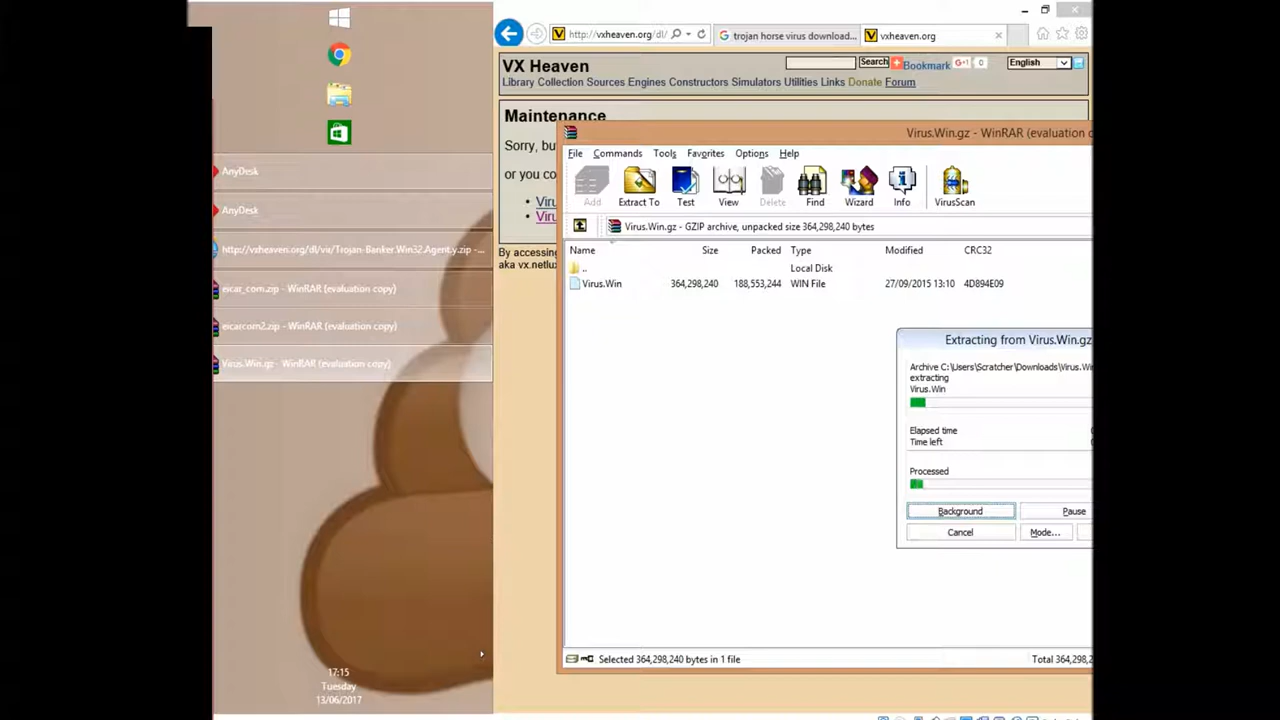 AnyDesk
AnyDesk
http://vxheaven.org/dl/vir/Trojan-Banker.Win32.Agent.y.zip - ...
eicar_com.zip - WinRAR (evaluation copy)
eicarcom2.zip - WinRAR (evaluation copy)
Virus.Win.gz - WinRAR (evaluation copy)
17:15
Tuesday
13/06/2017
http://vxheaven.org/dl/
trojan horse virus download...
vxheaven.org
VX Heaven
Search
Bookmark
G+1 0
English
Library Collection Sources Engines Constructors Simulators Utilities Links Donate Forum
Maintenance
Sorry, bu
or you co
• Viru
• Viru
By accessing
aka vx.netlux
Virus.Win.gz - WinRAR (evaluation c
File Commands Tools Favorites Options Help
Add Extract To Test View Delete Find Wizard Info VirusScan
Virus.Win.gz - GZIP archive, unpacked size 364,298,240 bytes
Name Size Packed Type Modified CRC32
.. Local Disk
Virus.Win 364,298,240 188,553,244 WIN File 27/09/2015 13:10 4D894E09
Extracting from Virus.Win.gz
Archive C:\Users\Scratcher\Downloads\Virus.Win
extracting
Virus.Win
Elapsed time
Time left
Processed
Background Pause
Cancel Mode...
Selected 364,298,240 bytes in 1 file Total 364,298,2